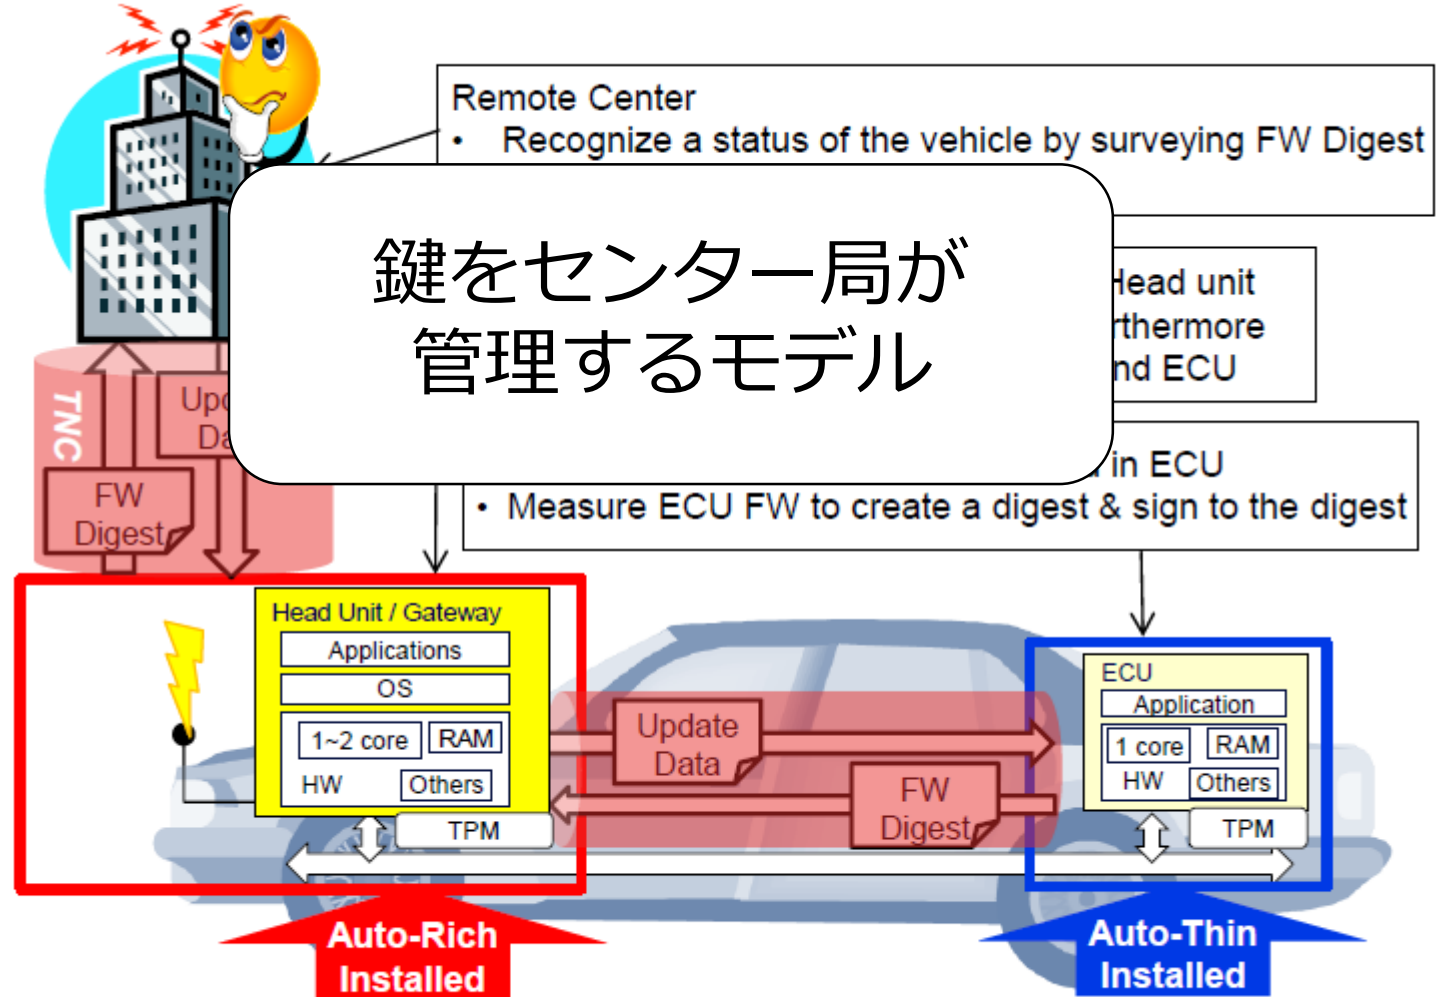 Remote Center
• Recognize a status of the vehicle by surveying FW Digest
鍵をセンター局が
管理するモデル
Head unit
and ECU
in ECU
• Measure ECU FW to create a digest & sign to the digest
TNC
FW
Digest
Head Unit / Gateway
Applications
OS
1~2 core
RAM
HW
Others
TPM
Update
Data
FW
Digest
ECU
Application
1 core
RAM
HW
Others
TPM
Auto-Rich
Installed
Auto-Thin
Installed